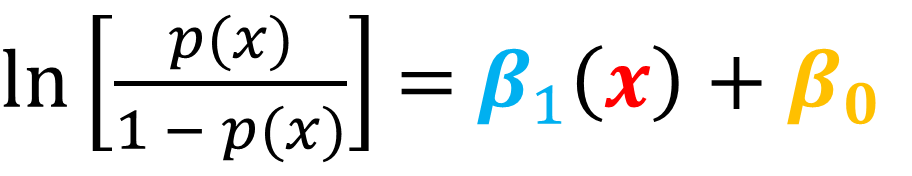 ln [p(x) / 1 − p(x)] = β₁(x) + β₀